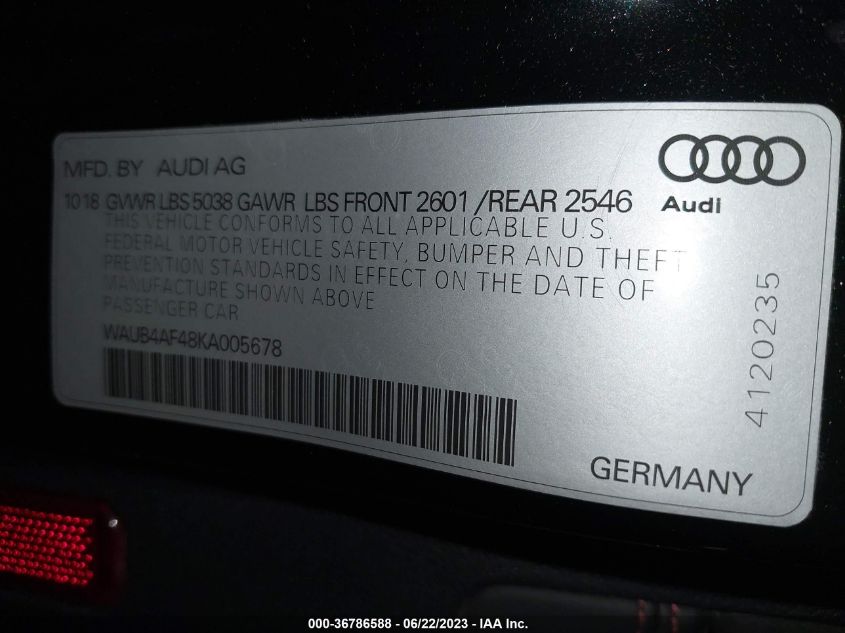 MFD. BY AUDI AG
10 18 GVWR LBS 5038 GAWR LBS FRONT 2601 /REAR 2546
Audi
THIS VEHICLE CONFORMS TO ALL APPLICABLE U.S.
FEDERAL MOTOR VEHICLE SAFETY, BUMPER AND THEFT
PREVENTION STANDARDS IN EFFECT ON THE DATE OF
MANUFACTURE SHOWN ABOVE
PASSENGER CAR
WAUB4AF48KA005678
4120235
GERMANY
000-36786588 - 06/22/2023 - IAA Inc.